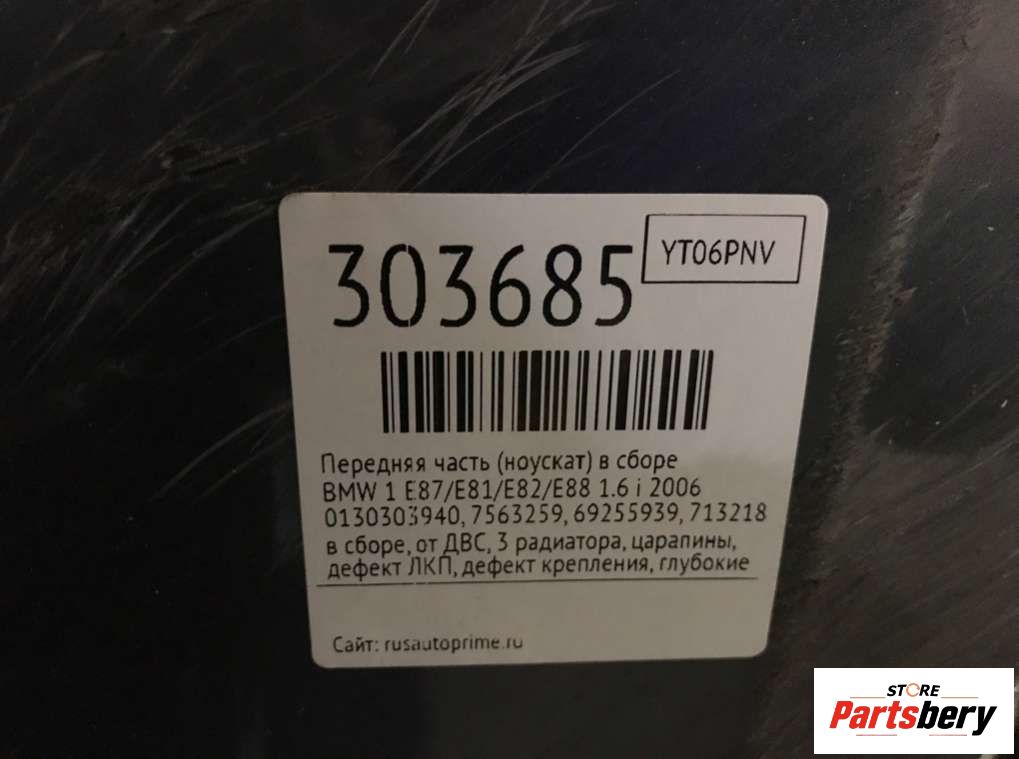 303685
YT06PNV
Передняя часть (ноускат) в сборе
BMW 1 E87/E81/E82/E88 1.6 i 2006
0130303940, 7563259, 69255939, 713218
в сборе, от ДВС, 3 радиатора, царапины,
дефект ЛКП, дефект крепления, глубокие
Сайт: rusautoprime.ru
STORE
Partsbery